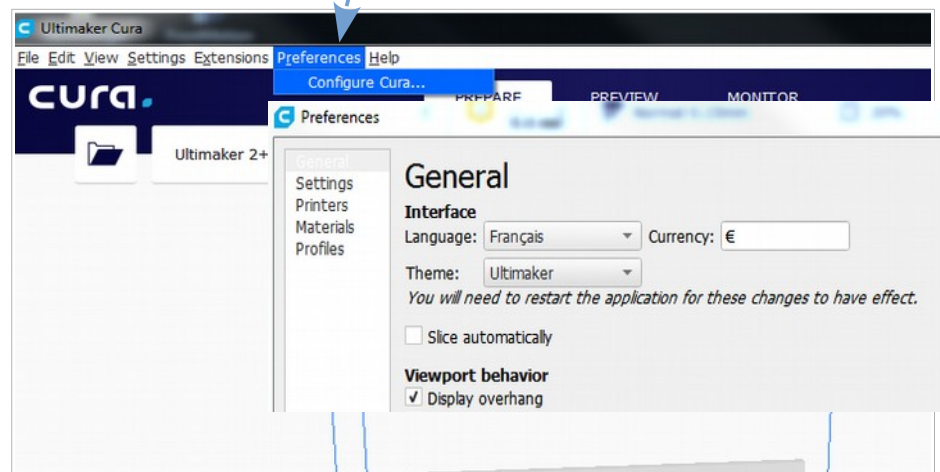 Ultimaker Cura
File Edit View Settings Extensions Preferences Help
Configure Cura...
cura.
PREPARE PREVIEW MONITOR
Preferences
Ultimaker 2+
General
Settings
Printers
Materials
Profiles
General
Interface
Language: Français Currency: €
Theme: Ultimaker
You will need to restart the application for these changes to have effect.
Slice automatically
Viewport behavior
Display overhang